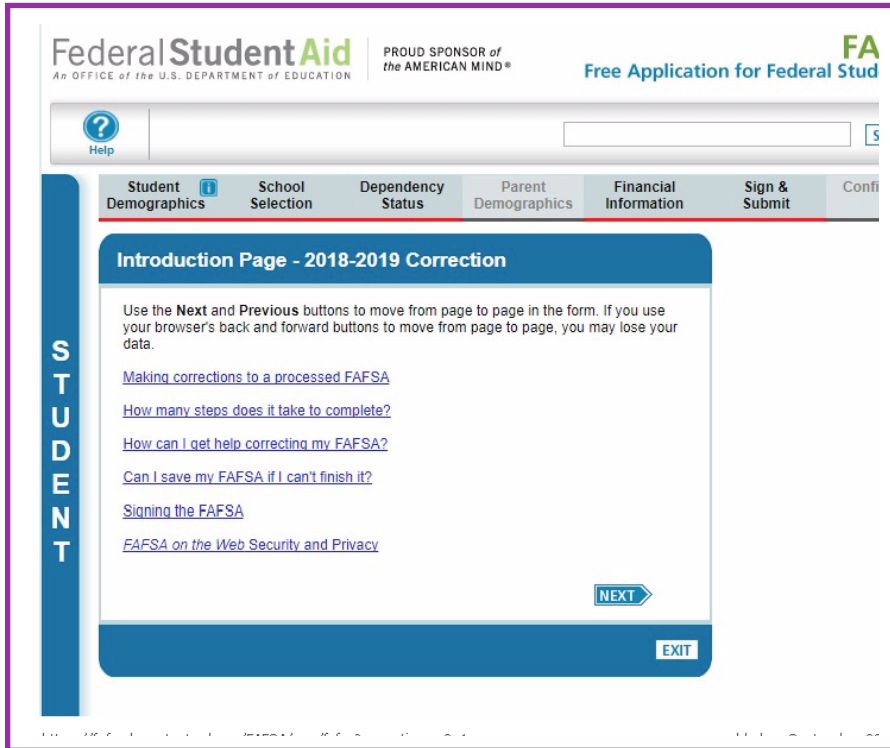 Federal Student Aid
An OFFICE of the U.S. DEPARTMENT of EDUCATION
PROUD SPONSOR of
the AMERICAN MIND®
FA
Free Application for Federal Stud
Help
S
Student
Demographics
School
Selection
Dependency
Status
Parent
Demographics
Financial
Information
Sign &
Submit
Confi
STUDENT
Introduction Page - 2018-2019 Correction
Use the Next and Previous buttons to move from page to page in the form. If you use
your browser's back and forward buttons to move from page to page, you may lose your
data.
Making corrections to a processed FAFSA
How many steps does it take to complete?
How can I get help correcting my FAFSA?
Can I save my FAFSA if I can't finish it?
Signing the FAFSA
FAFSA on the Web Security and Privacy
NEXT
EXIT